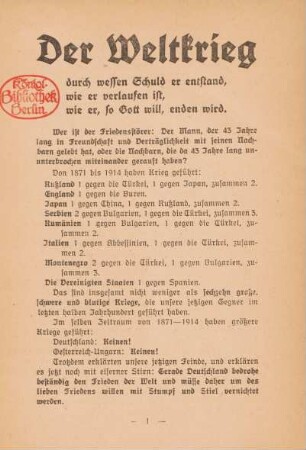 Der Weltkrieg
Königl.
Bibliothek
Berlin.
durch wessen Schuld er entstand,
wie er verlaufen ist,
wie er, so Gott will, enden wird.
Wer ist der Friedensstörer: Der Mann, der 43 Jahre
lang in Freundschaft und Verträglichkeit mit seinen Nach-
barn gelebt hat, oder die Nachbarn, die da 43 Jahre lang un-
unterbrochen miteinander gerauft haben?
Von 1871 bis 1914 haben Krieg geführt:
Rußland 1 gegen die Türkei, 1 gegen Japan, zusammen 2.
England 1 gegen die Buren.
Japan 1 gegen China, 1 gegen Rußland, zusammen 2.
Serbien 2 gegen Bulgarien, 1 gegen die Türkei, zusammen 3.
Rumänien 1 gegen Bulgarien, 1 gegen die Türkei, zusam-
men 2.
Italien 1 gegen Abbessinien, 1 gegen die Türkei, zusam-
men 2.
Montenegro 2 gegen die Türkei, 1 gegen Bulgarien, zu-
sammen 3.
Die Vereinigten Staaten 1 gegen Spanien.
Das sind insgesamt nicht weniger als sechzehn große,
schwere und blutige Kriege, die unsere jetzigen Gegner im
letzten halben Jahrhundert geführt haben.
Im selben Zeitraum von 1871—1914 haben größere
Kriege geführt:
Deutschland: Keinen!
Oesterreich-Ungarn: Keinen!
Trotzdem erklärten unsere jetzigen Feinde, und erklären
es jetzt noch mit eiserner Stirn: Gerade Deutschland bedrohe
beständig den Frieden der Welt und müsse daher um des
lieben Friedens willen mit Stumpf und Stiel vernichtet
werden.
— 1 —